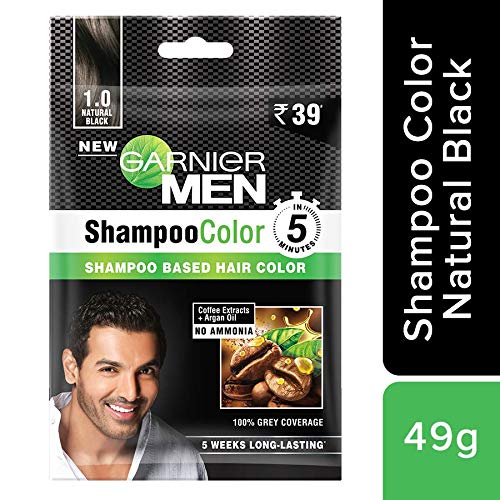 1.0
NATURAL
BLACK
₹ 39*
NEW
GARNIER
MEN
ShampooColor
IN
5
MINUTES
SHAMPOO BASED HAIR COLOR
Coffee Extracts
+ Argan Oil
NO AMMONIA
100% GREY COVERAGE
5 WEEKS LONG-LASTING*
Shampoo Color
Natural Black
49g